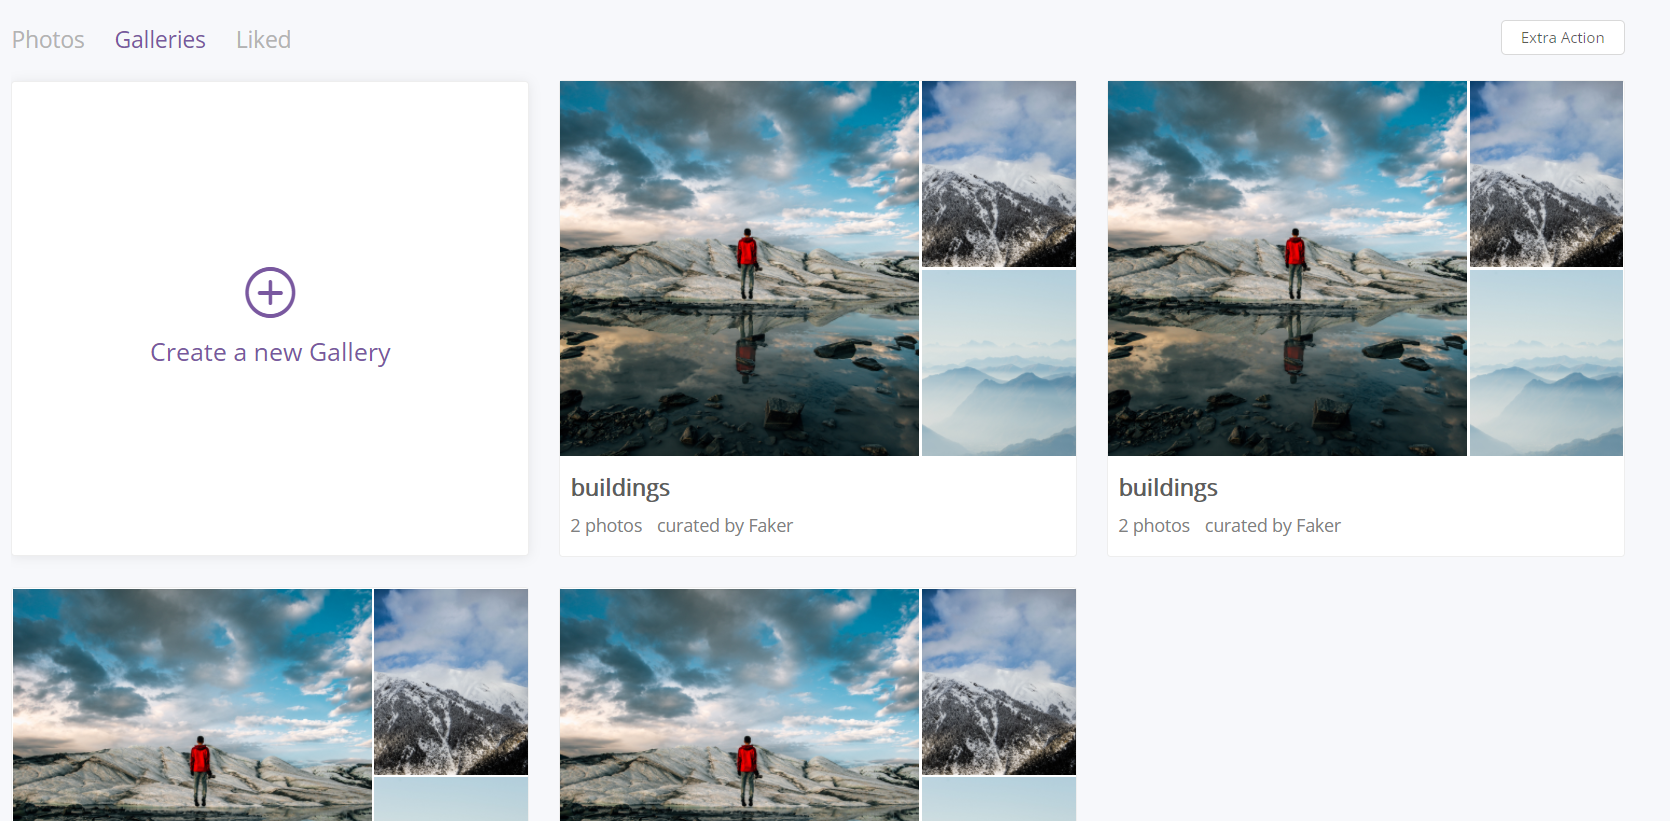 Photos Galleries Liked
Extra Action
Create a new Gallery
buildings
2 photos curated by Faker
buildings
2 photos curated by Faker